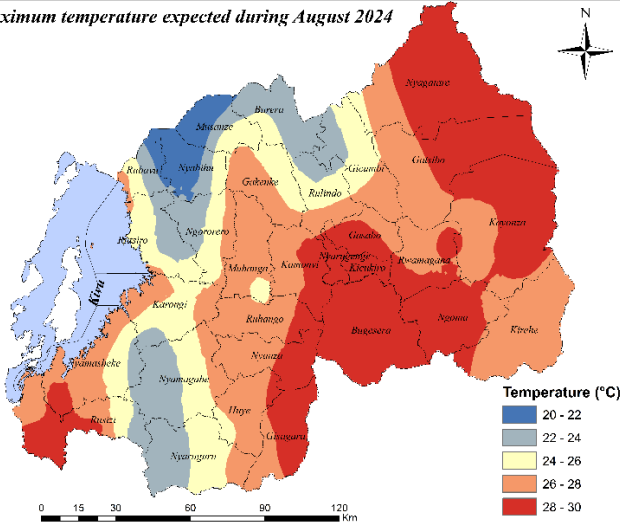 ximum temperature expected during August 2024
N
Nyagatare
Burera
Musanze
Gatsibo
Rubavu
Nyabihu
Gicumbi
Gakenke
Rulindo
Kayonza
Ngororero
Rutsiro
Gasabo
Nyarugenge
Rwamagana
Muhanga
Kamonyi
Kicukiro
Kivu
Karongi
Ruhango
Bugesera
Ngoma
Kirehe
Nyanza
Nyamasheke
Nyamagabe
Huye
Rusizi
Gisagara
Nyaruguru
Temperature (°C)
20 - 22
22 - 24
24 - 26
26 - 28
28 - 30
0 15 30 60 90 120
Km